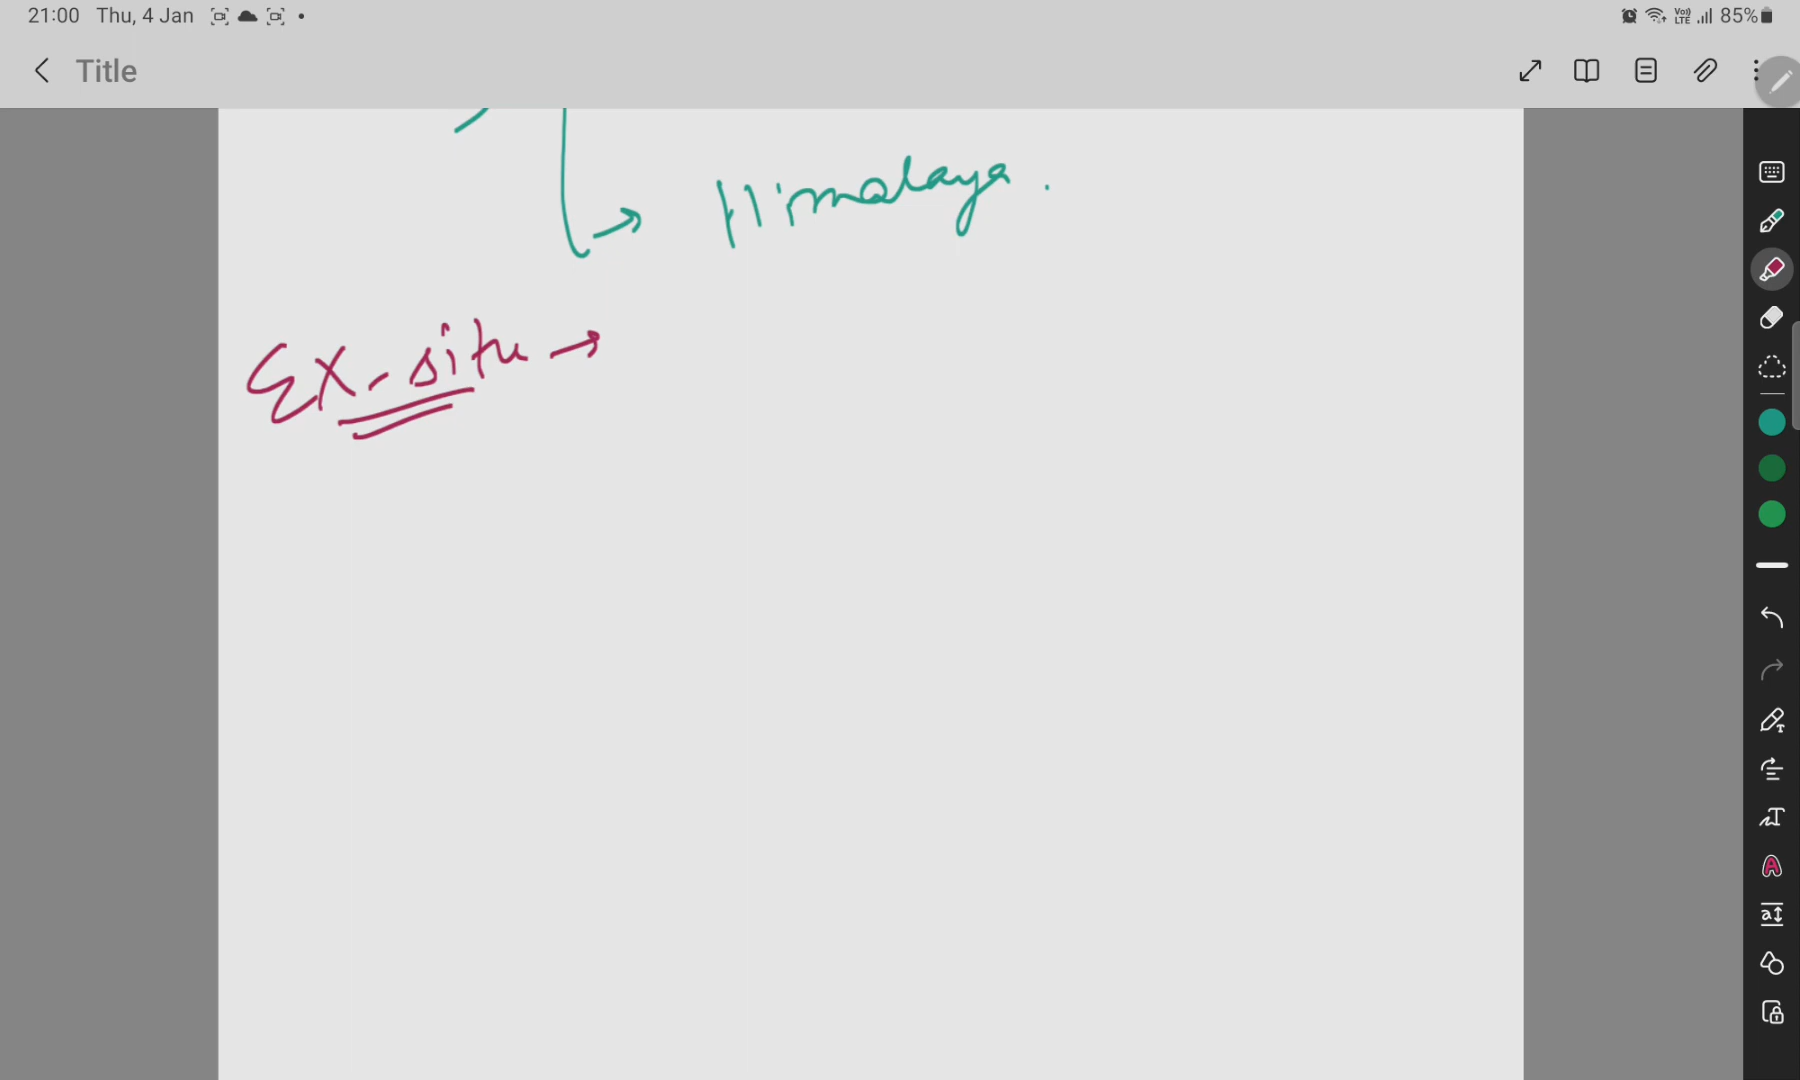 21:00 Thu, 4 Jan 85%
Title
→ Himalaya.
Ex-situ →